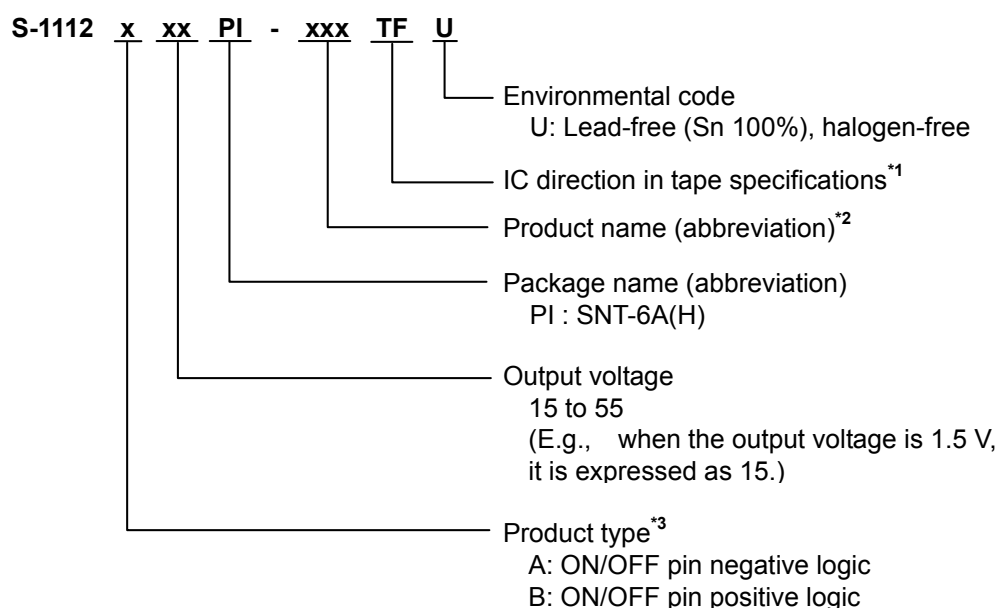 S-1112 x xx PI - xxx TF U
Environmental code
U: Lead-free (Sn 100%), halogen-free
IC direction in tape specifications*1
Product name (abbreviation)*2
Package name (abbreviation)
PI : SNT-6A(H)
Output voltage
15 to 55
(E.g., when the output voltage is 1.5 V,
it is expressed as 15.)
Product type*3
A: ON/OFF pin negative logic
B: ON/OFF pin positive logic